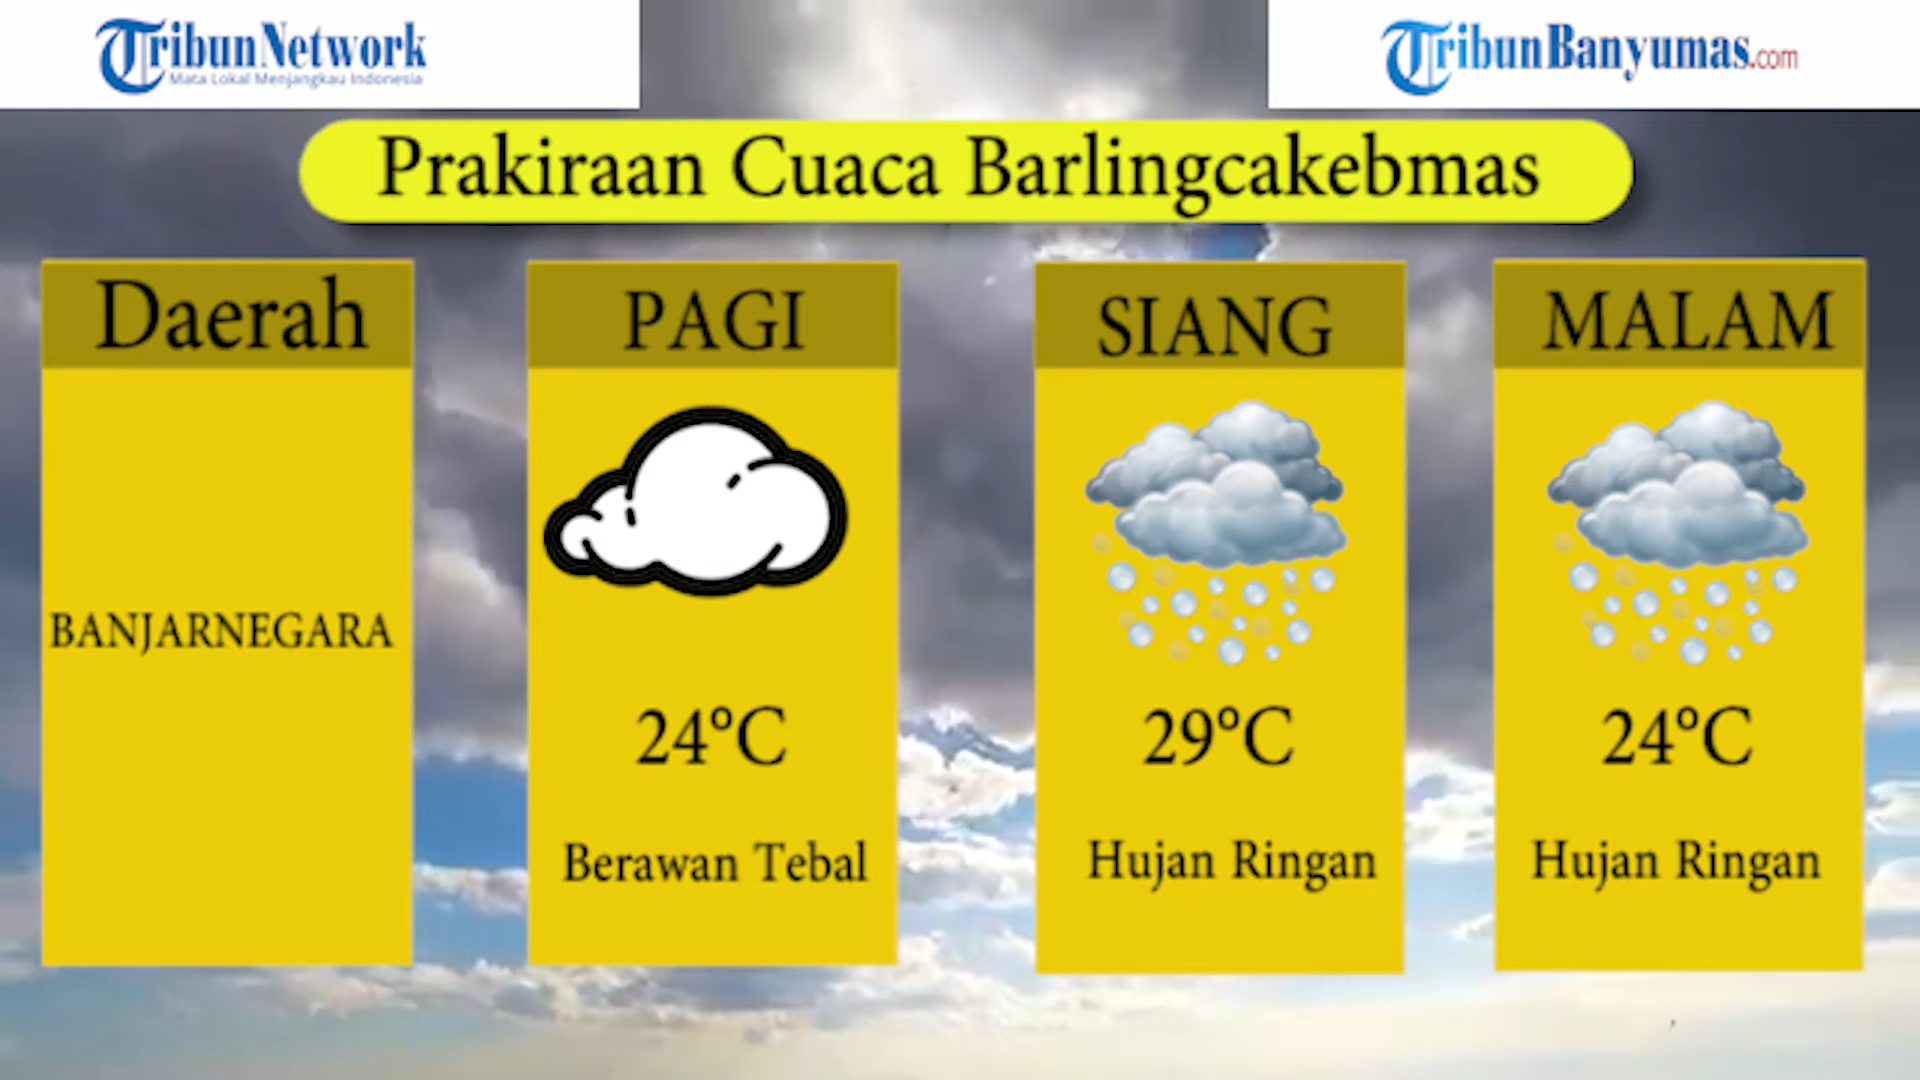 TribunNetwork
Mata Lokal Menjangkau Indonesia
TribunBanyumas.com
Prakiraan Cuaca Barlingcakebmas
Daerah
PAGI
SIANG
MALAM
BANJARNEGARA
24°C
29°C
24°C
Berawan Tebal
Hujan Ringan
Hujan Ringan